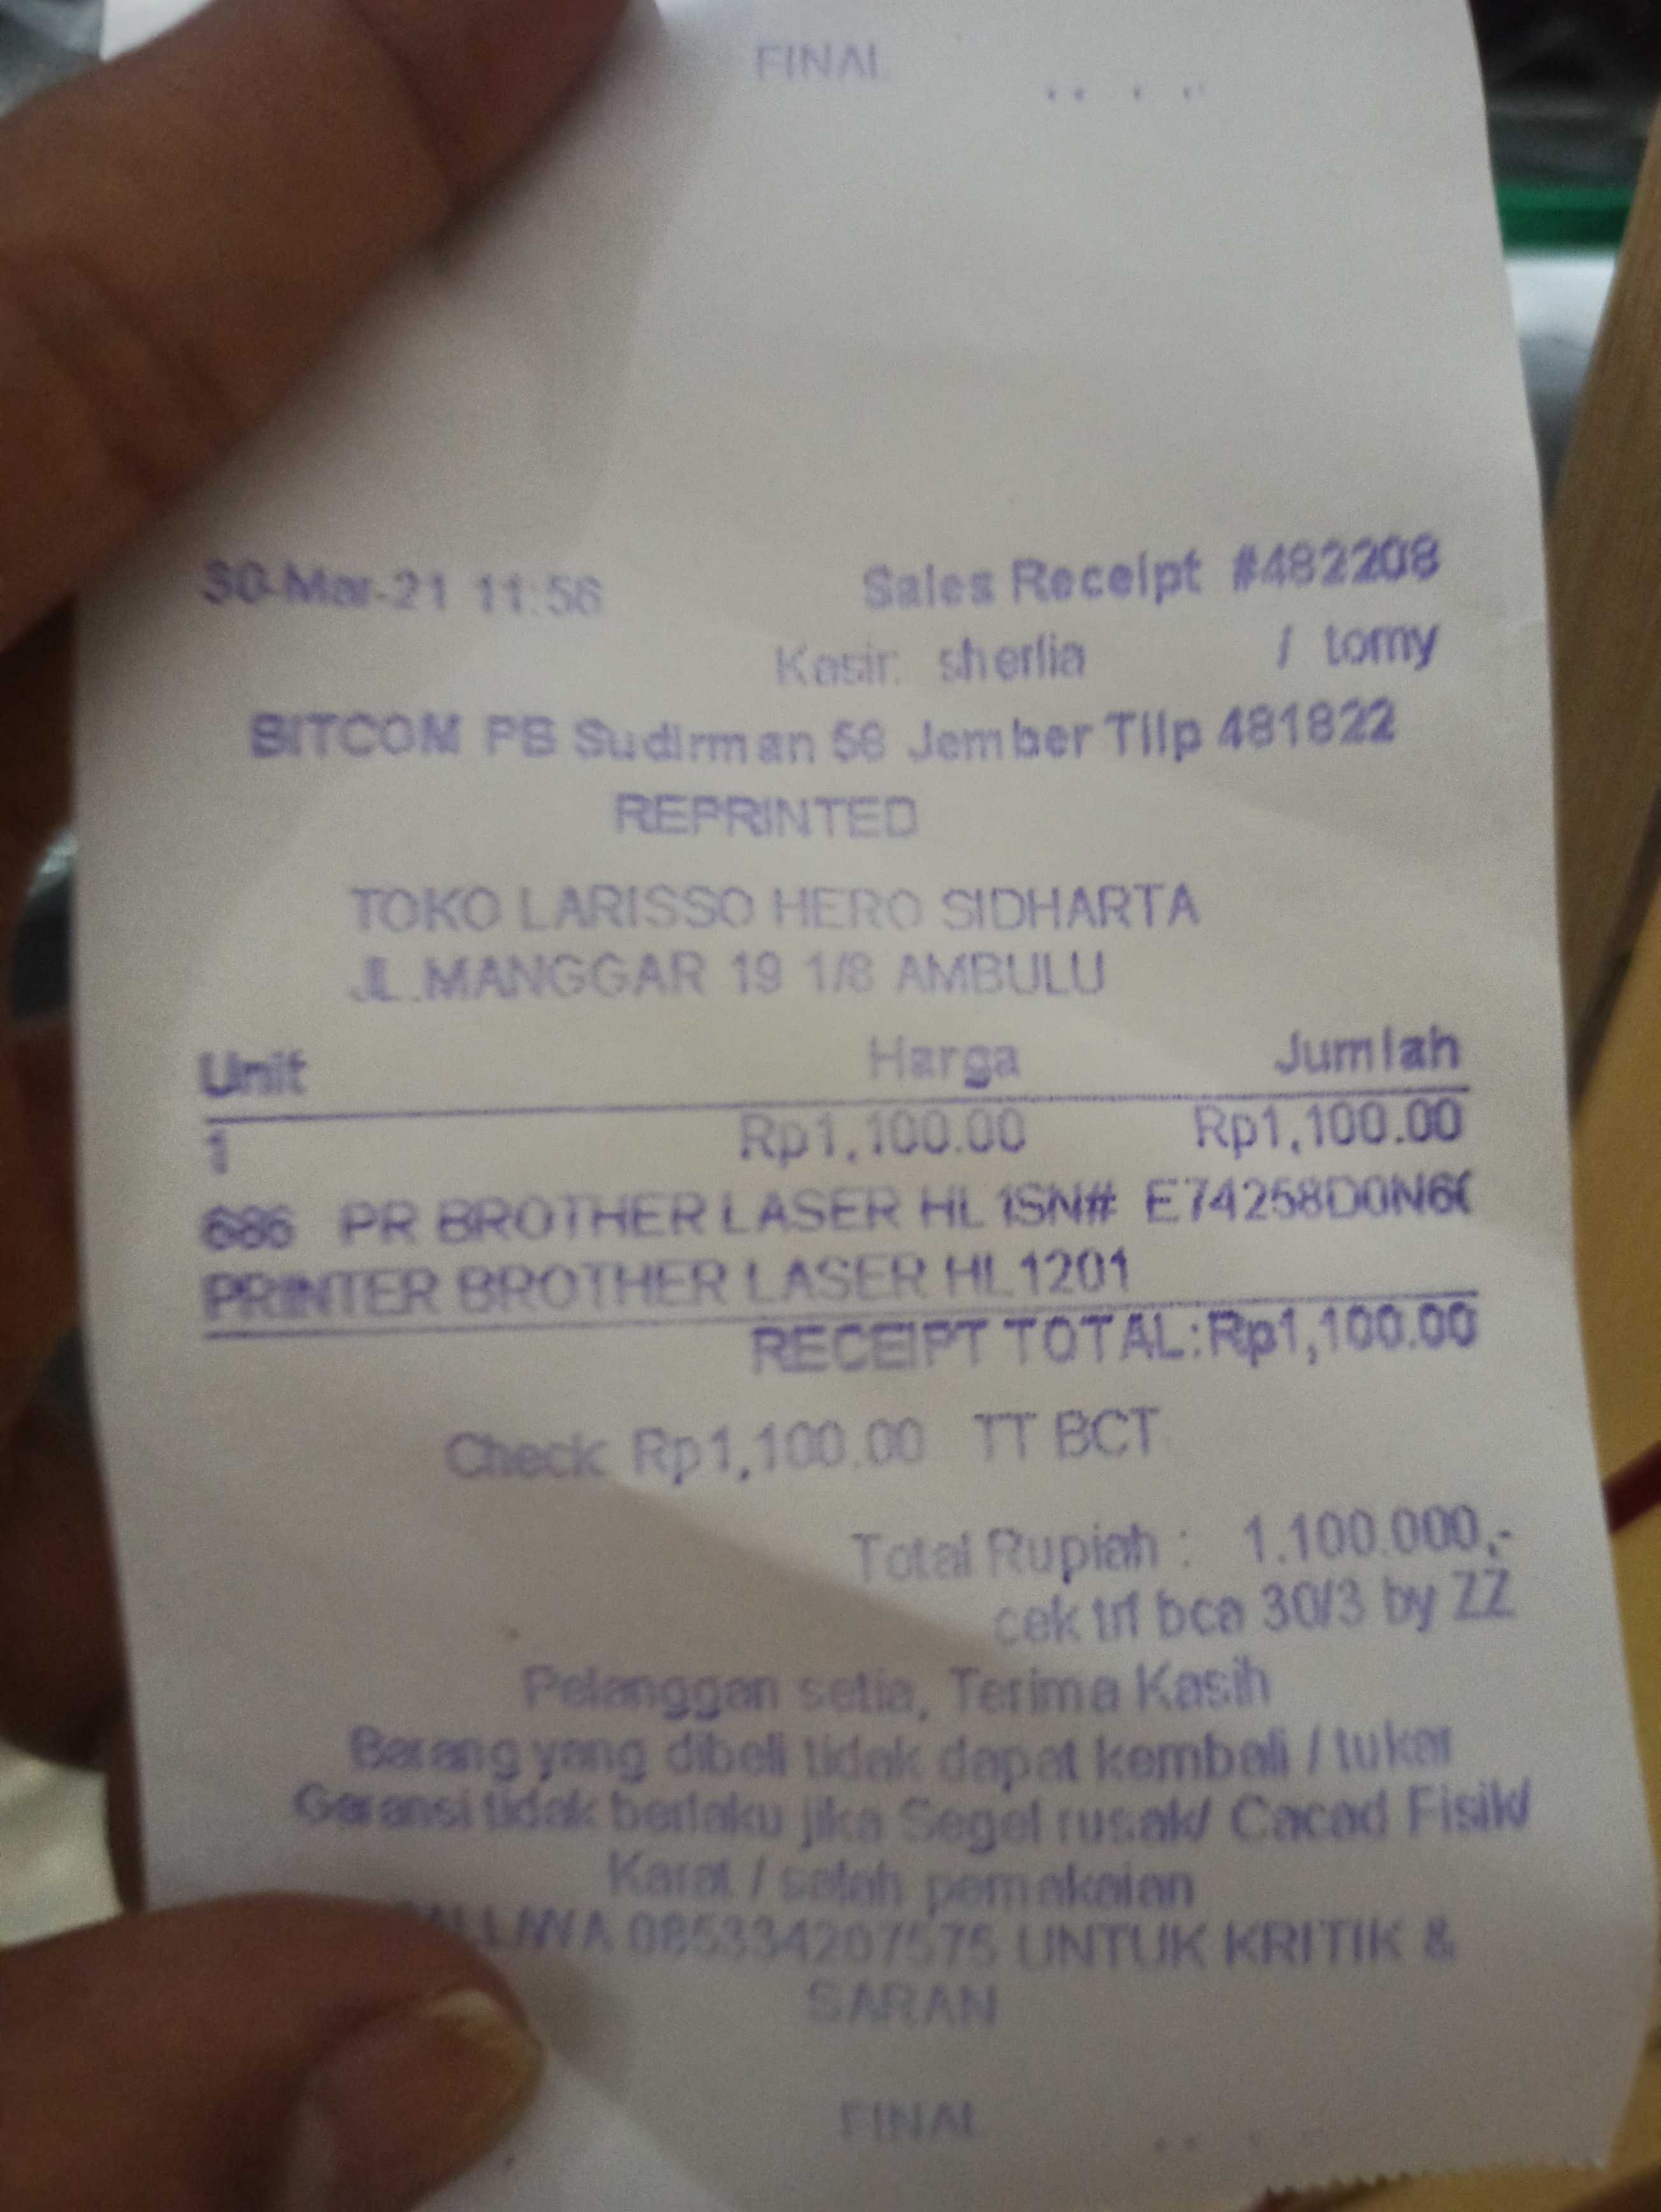 FINAL
30-Mar-21 11:56 Sales Receipt #482208
Kasir: sherlia / tomy
BITCOM PB Sudirman 58 Jember Tllp 481822
REPRINTED
TOKO LARISSO HERO SIDHARTA
JL.MANGGAR 19 1/8 AMBULU
Unit Harga Jumlah
1 Rp1,100.00 Rp1,100.00
686 PR BROTHER LASER HL 1SN# E74258D0N6
PRINTER BROTHER LASER HL1201
RECEIPT TOTAL:Rp1,100.00
Check Rp1,100.00 TT BCT
Total Rupiah : 1.100.000,-
cek trf bca 30/3 by ZZ
Pelanggan setia, Terima Kasih
Barang yang dibeli tidak dapat kembali / tukar
Garansi tidak berlaku jika Segel rusak/ Cacad Fisik/
Karat / salah pemakaian
085334207575 UNTUK KRITIK &
SARAN
FINAL